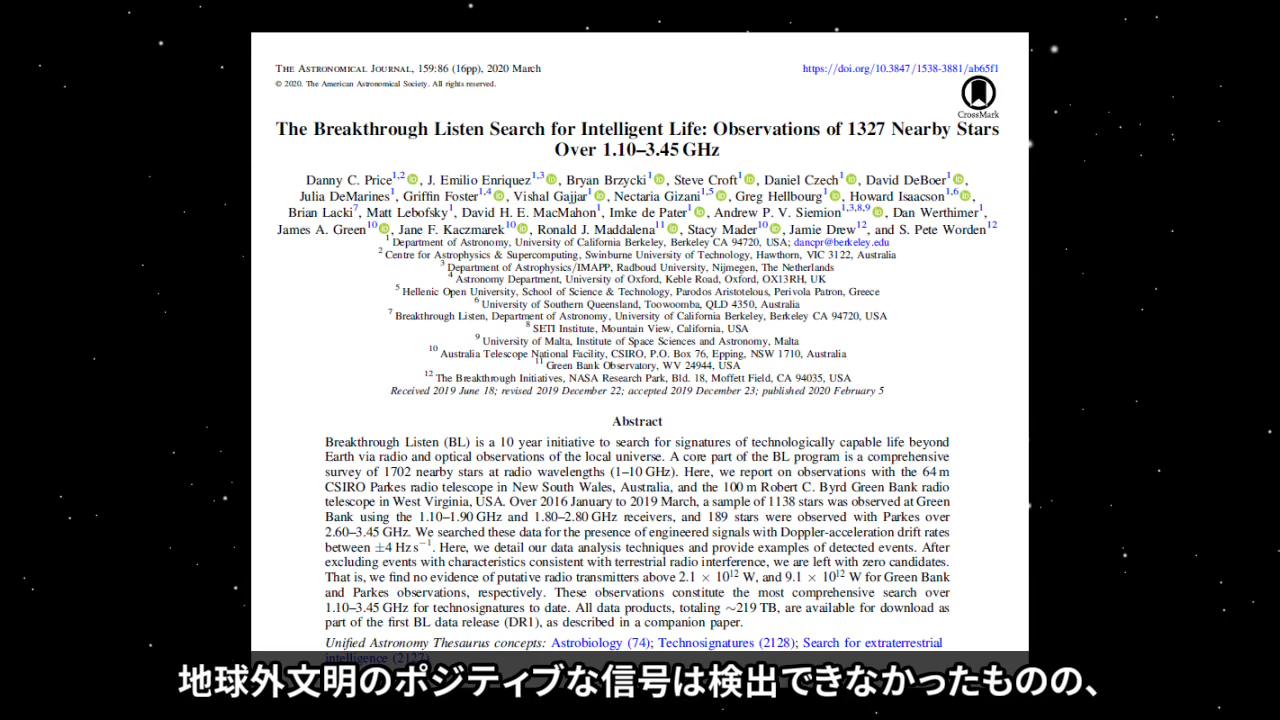 THE ASTRONOMICAL JOURNAL, 159:86 (16pp), 2020 March
https://doi.org/10.3847/1538-3881/ab65f1
© 2020. The American Astronomical Society. All rights reserved.
CrossMark
The Breakthrough Listen Search for Intelligent Life: Observations of 1327 Nearby Stars
Over 1.10–3.45 GHz
Danny C. Price1,2, J. Emilio Enriquez1,3, Bryan Brzycki1, Steve Croft1, Daniel Czech1, David DeBoer1,
Julia DeMarines1, Griffin Foster1,4, Vishal Gajjar1, Nectaria Gizani1,5, Greg Hellbourg1, Howard Isaacson1,6,
Brian Lacki7, Matt Lebofsky1, David H. E. MacMahon1, Imke de Pater1, Andrew P. V. Siemion1,3,8,9, Dan Werthimer1,
James A. Green10, Jane F. Kaczmarek10, Ronald J. Maddalena11, Stacy Mader10, Jamie Drew12, and S. Pete Worden12
1 Department of Astronomy, University of California Berkeley, Berkeley CA 94720, USA; dancpr@berkeley.edu
2 Centre for Astrophysics & Supercomputing, Swinburne University of Technology, Hawthorn, VIC 3122, Australia
3 Department of Astrophysics/IMAPP, Radboud University, Nijmegen, The Netherlands
4 Astronomy Department, University of Oxford, Keble Road, Oxford, OX13RH, UK
5 Hellenic Open University, School of Science & Technology, Parodos Aristotelous, Perivola Patron, Greece
6 University of Southern Queensland, Toowoomba, QLD 4350, Australia
7 Breakthrough Listen, Department of Astronomy, University of California Berkeley, Berkeley CA 94720, USA
8 SETI Institute, Mountain View, California, USA
9 University of Malta, Institute of Space Sciences and Astronomy, Malta
10 Australia Telescope National Facility, CSIRO, P.O. Box 76, Epping, NSW 1710, Australia
11 Green Bank Observatory, WV 24944, USA
12 The Breakthrough Initiatives, NASA Research Park, Bld. 18, Moffett Field, CA 94035, USA
Received 2019 June 18; revised 2019 December 22; accepted 2019 December 23; published 2020 February 5
Abstract
Breakthrough Listen (BL) is a 10 year initiative to search for signatures of technologically capable life beyond
Earth via radio and optical observations of the local universe. A core part of the BL program is a comprehensive
survey of 1702 nearby stars at radio wavelengths (1–10 GHz). Here, we report on observations with the 64 m
CSIRO Parkes radio telescope in New South Wales, Australia, and the 100 m Robert C. Byrd Green Bank radio
telescope in West Virginia, USA. Over 2016 January to 2019 March, a sample of 1138 stars was observed at Green
Bank using the 1.10–1.90 GHz and 1.80–2.80 GHz receivers, and 189 stars were observed with Parkes over
2.60–3.45 GHz. We searched these data for the presence of engineered signals with Doppler-acceleration drift rates
between ±4 Hz s−1. Here, we detail our data analysis techniques and provide examples of detected events. After
excluding events with characteristics consistent with terrestrial radio interference, we are left with zero candidates.
That is, we find no evidence of putative radio transmitters above 2.1 × 10^12 W, and 9.1 × 10^12 W for Green Bank
and Parkes observations, respectively. These observations constitute the most comprehensive search over
1.10–3.45 GHz for technosignatures to date. All data products, totaling ~219 TB, are available for download as
part of the first BL data release (DR1), as described in a companion paper.
Unified Astronomy Thesaurus concepts: Astrobiology (74); Technosignatures (2128); Search for extraterrestrial
intelligence (2127)
地球外文明のポジティブな信号は検出できなかったものの、